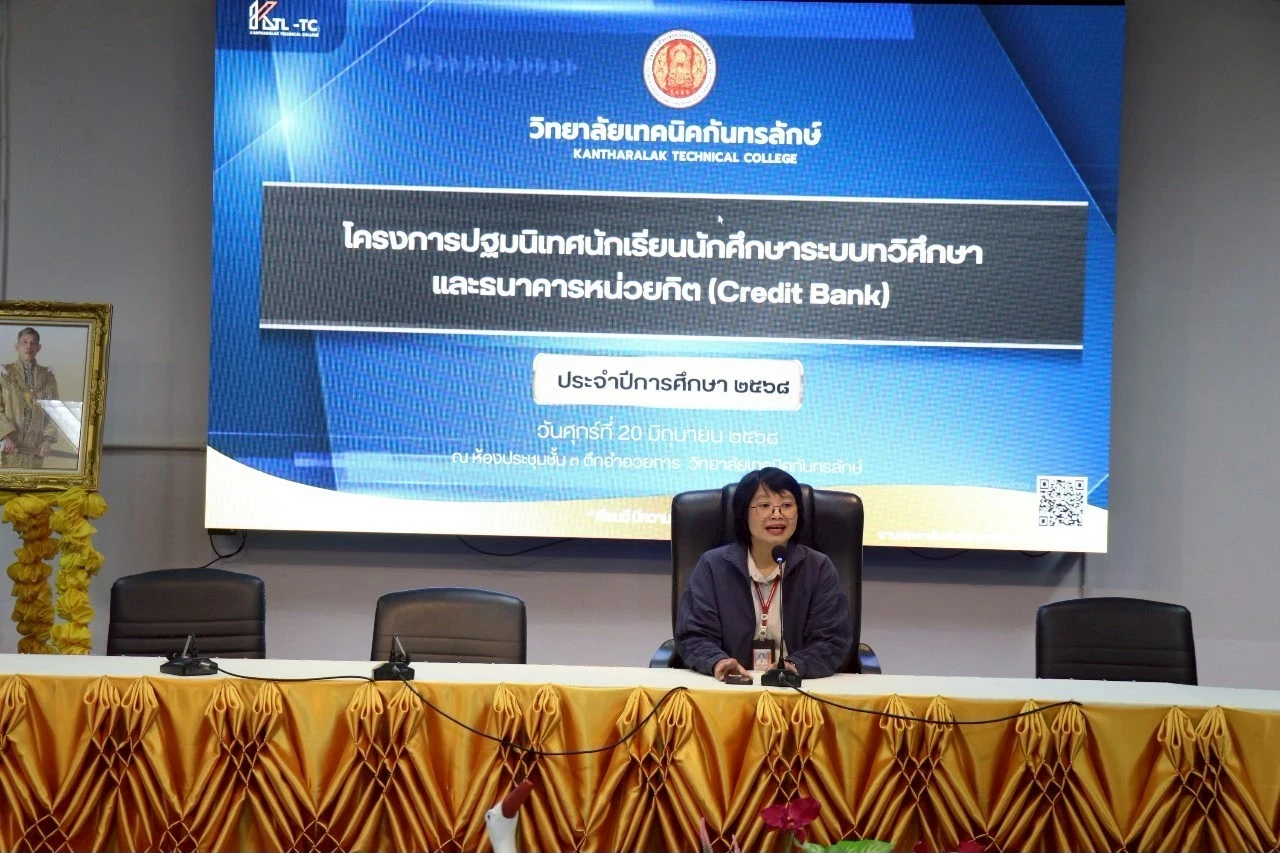 KTL -TC
KANTHARALAK TECHNICAL COLLEGE
วิทยาลัยเทคนิคกันทรลักษ์
KANTHARALAK TECHNICAL COLLEGE
โครงการปฐมนิเทศนักเรียนนักศึกษาระบบทวิศึกษา
และธนาคารหน่วยกิต (Credit Bank)
ประจำปีการศึกษา ๒๕๖๘
วันศุกร์ที่ 20 มิถุนายน ๒๕๖๘
ณ ห้องประชุมชั้น ๓ ตึกอำนวยการ วิทยาลัยเทคนิคกันทรลักษ์